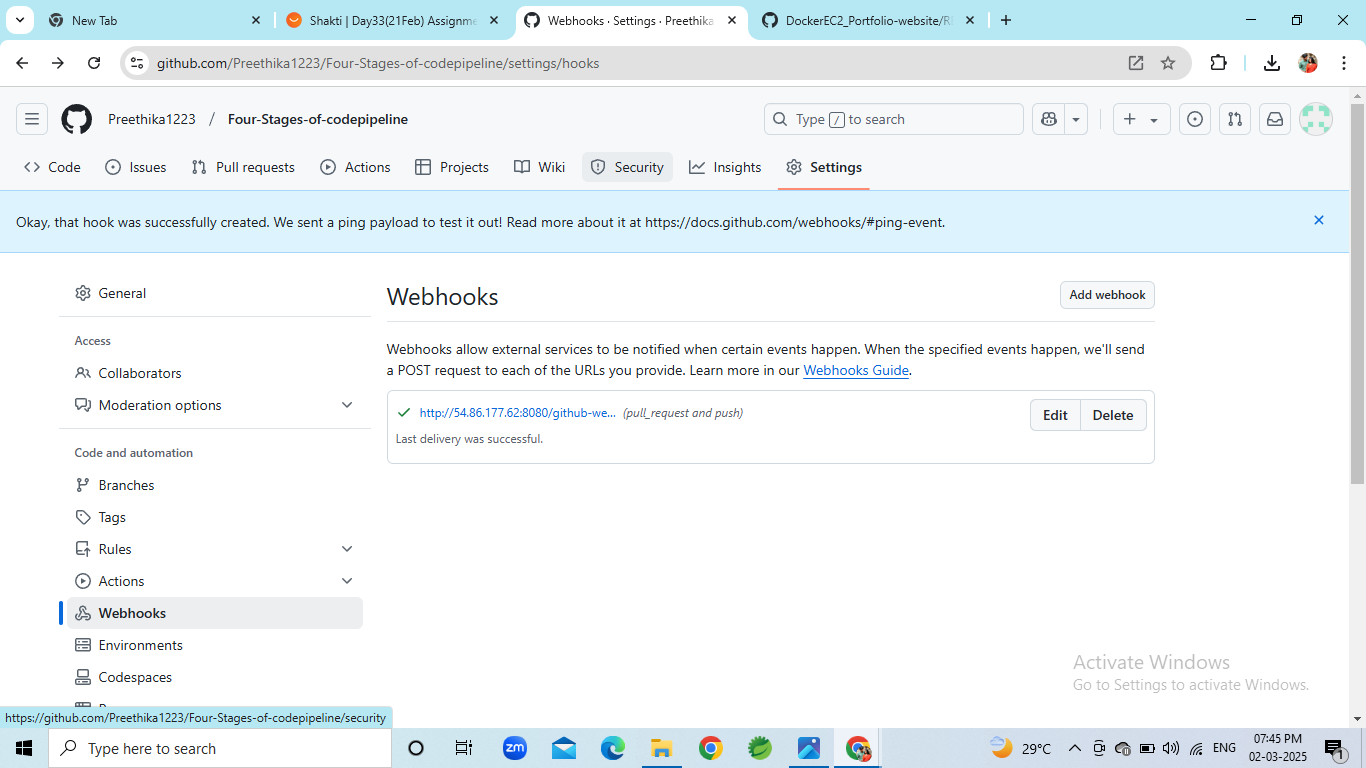 New Tab
Shakti | Day33(21Feb) Assignme
Webhooks · Settings · Preethika
DockerEC2_Portfolio-website/RE
github.com/Preethika1223/Four-Stages-of-codepipeline/settings/hooks
Preethika1223 / Four-Stages-of-codepipeline
Type / to search
Code
Issues
Pull requests
Actions
Projects
Wiki
Security
Insights
Settings
Okay, that hook was successfully created. We sent a ping payload to test it out! Read more about it at https://docs.github.com/webhooks/#ping-event.
General
Access
Collaborators
Moderation options
Code and automation
Branches
Tags
Rules
Actions
Webhooks
Environments
Codespaces
Webhooks
Add webhook
Webhooks allow external services to be notified when certain events happen. When the specified events happen, we'll send
a POST request to each of the URLs you provide. Learn more in our Webhooks Guide.
http://54.86.177.62:8080/github-we... (pull_request and push)
Edit
Delete
Last delivery was successful.
Activate Windows
Go to Settings to activate Windows.
https://github.com/Preethika1223/Four-Stages-of-codepipeline/security
Type here to search
zm
29°C
ENG
07:45 PM
02-03-2025
1